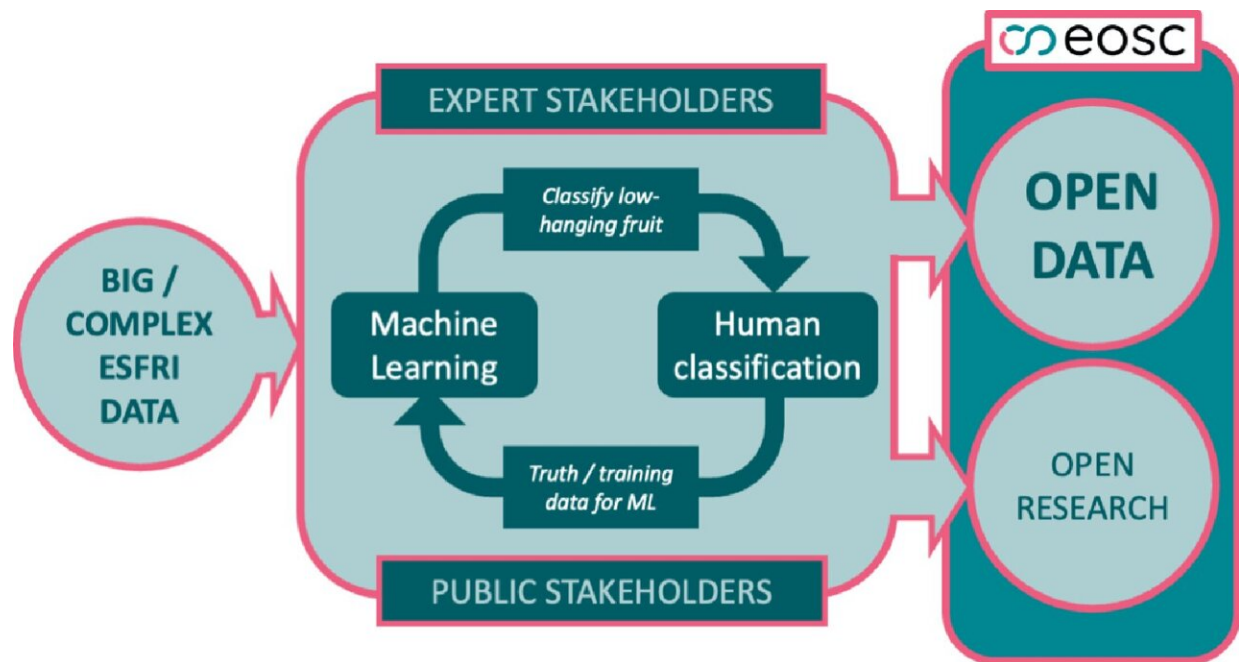 eosc
EXPERT STAKEHOLDERS
Classify low-
hanging fruit
BIG /
COMPLEX
ESFRI
DATA
Machine
Learning
Human
classification
Truth / training
data for ML
PUBLIC STAKEHOLDERS
OPEN
DATA
OPEN
RESEARCH